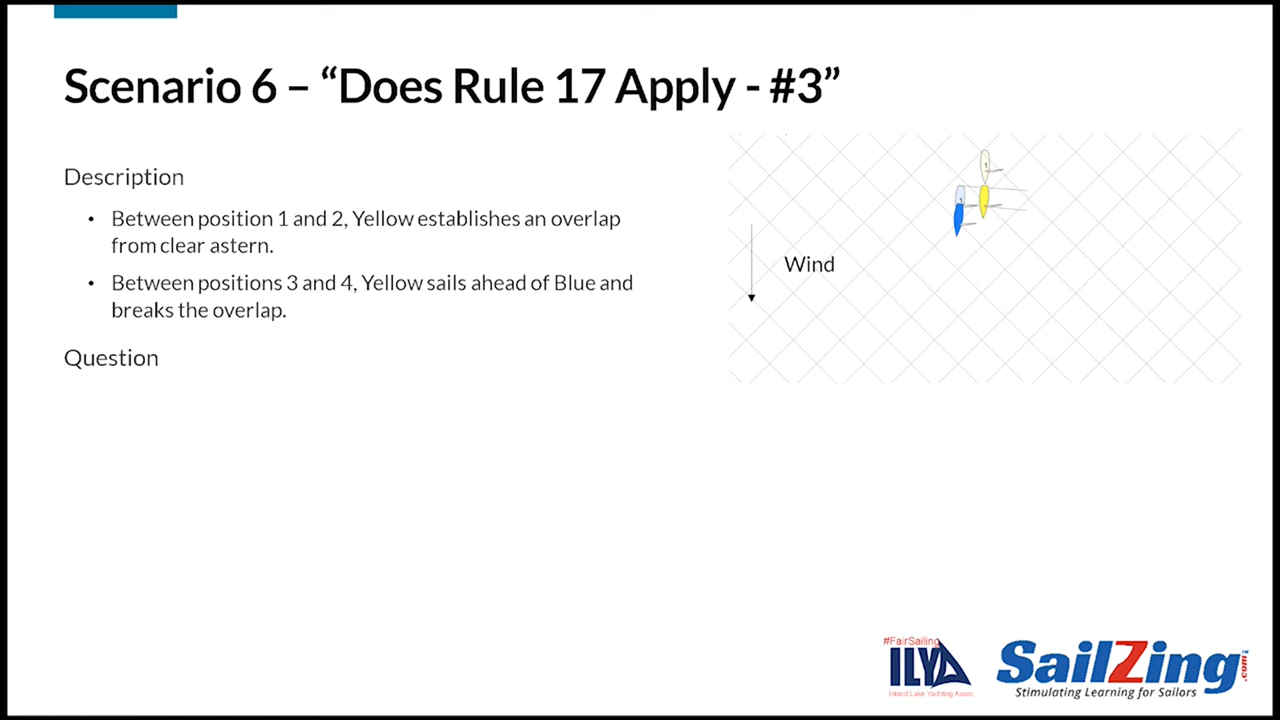 Scenario 6 – “Does Rule 17 Apply - #3”
Description
• Between position 1 and 2, Yellow establishes an overlap
from clear astern.
• Between positions 3 and 4, Yellow sails ahead of Blue and
breaks the overlap.
Question
1
1
Wind
#FairSailing
ILYA
Inland Lake Yachting Assoc.
SailZing.com
Stimulating Learning for Sailors